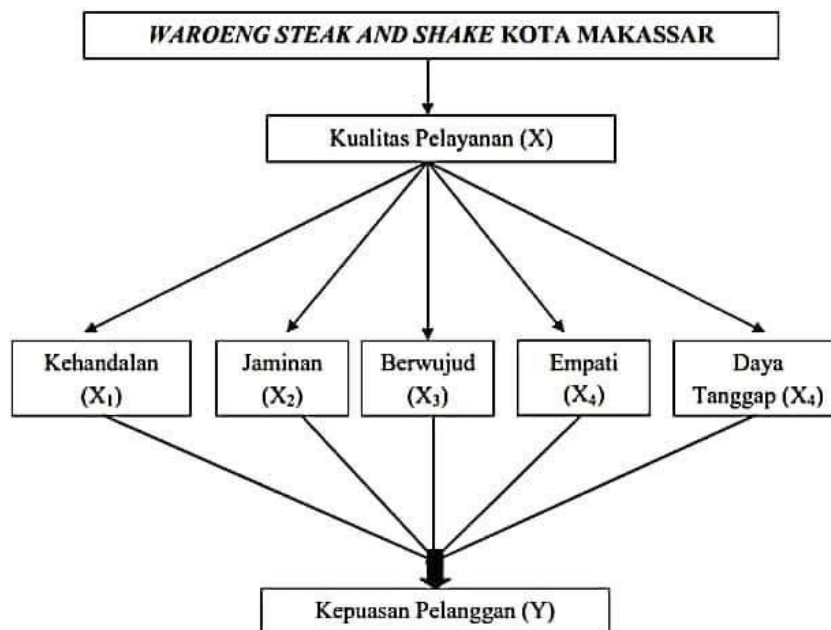 WAROENG STEAK AND SHAKE KOTA MAKASSAR
Kualitas Pelayanan (X)
Kehandalan
(X₁)
Jaminan
(X₂)
Berwujud
(X₃)
Empati
(X₄)
Daya
Tanggap (X₄)
Kepuasan Pelanggan (Y)